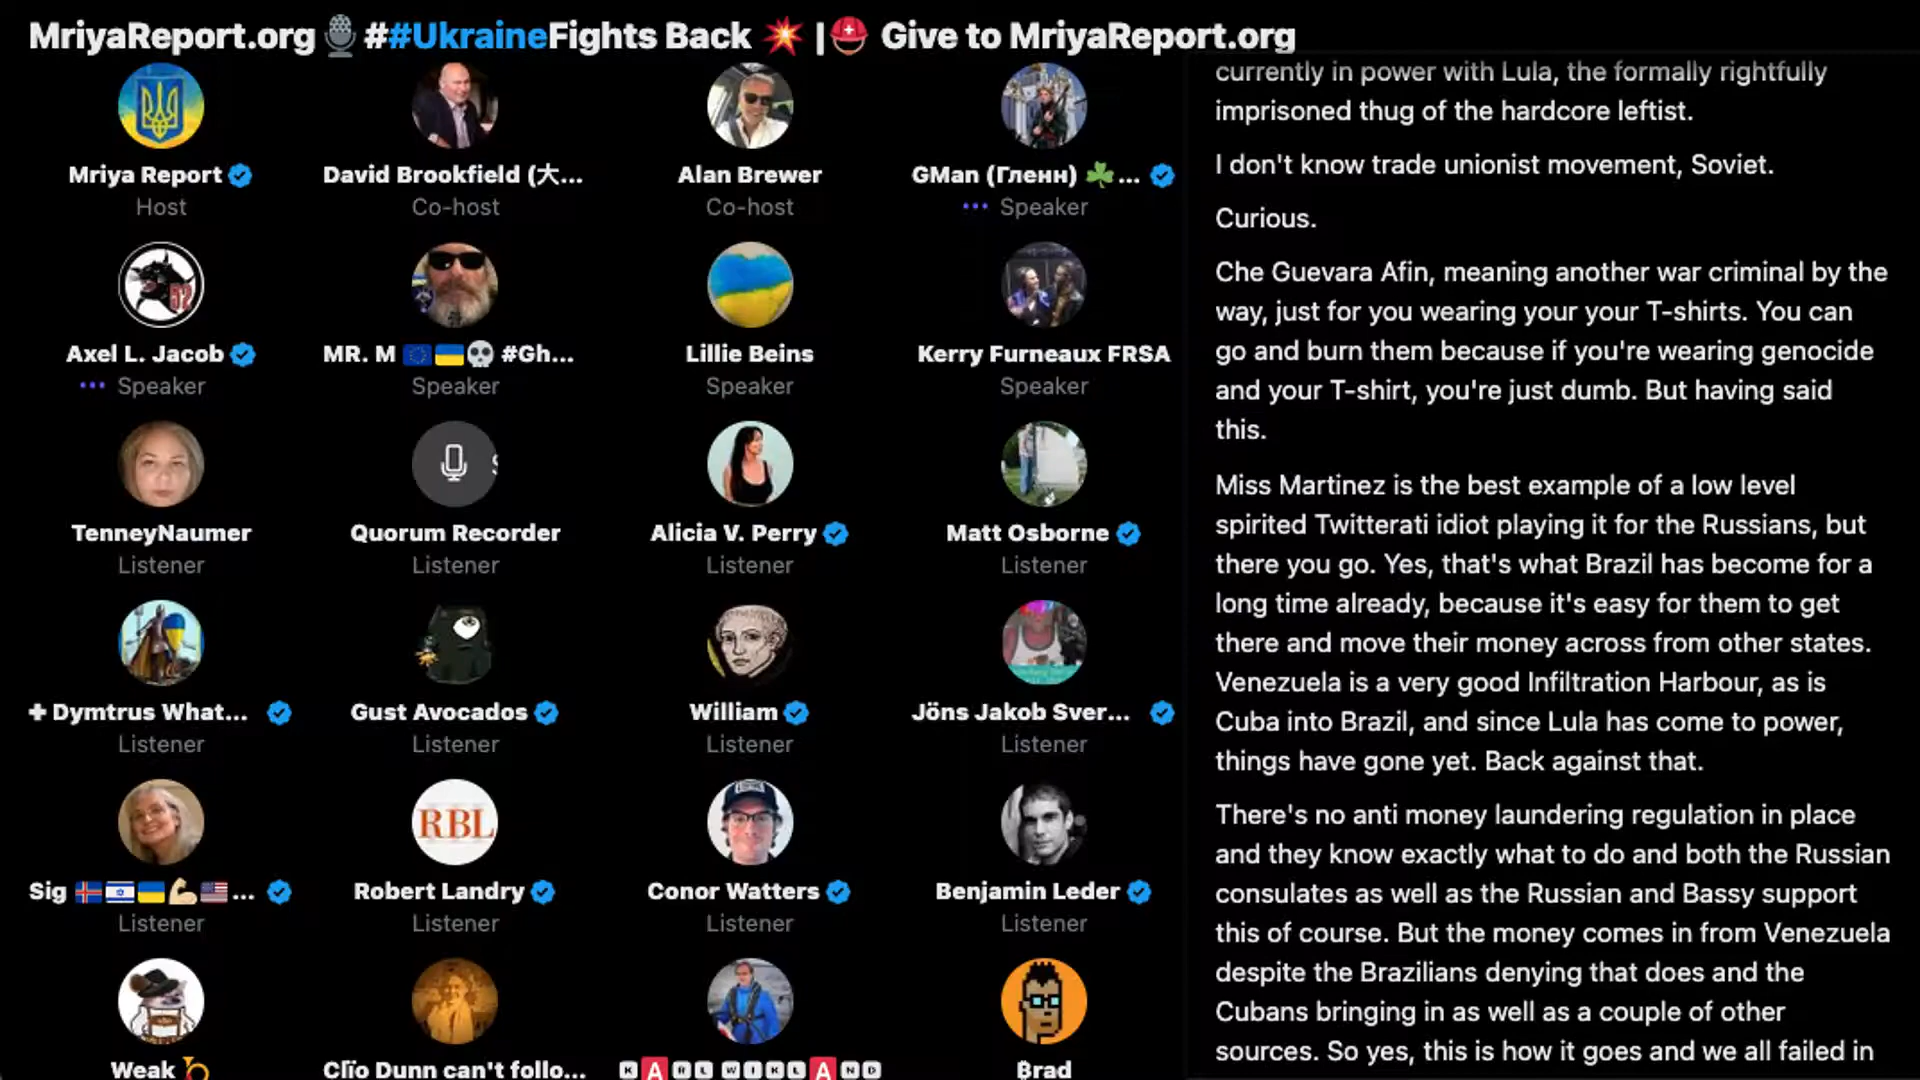 MriyaReport.org🎙️##UkraineFights Back 💥 |⛑️ Give to MriyaReport.org
Mriya Report
Host
David Brookfield (大...
Co-host
Alan Brewer
Co-host
GMan (Гленн) ☘️...
Speaker
Axel L. Jacob
Speaker
MR. M 🇪🇺🇺🇦💀 #Gh...
Speaker
Lillie Beins
Speaker
Kerry Furneaux FRSA
Speaker
TenneyNaumer
Listener
Quorum Recorder
Listener
Alicia V. Perry
Listener
Matt Osborne
Listener
✚ Dymtrus What...
Listener
Gust Avocados
Listener
William
Listener
Jöns Jakob Sver...
Listener
Sig 🇮🇸🇮🇱🇺🇦💪🏼🇺🇸...
Listener
RBL
Robert Landry
Listener
Conor Watters
Listener
Benjamin Leder
Listener
Weak
Clïo Dunn can't follo...
K🅰RL WIKL🅰ND
₿rad
currently in power with Lula, the formally rightfully
imprisoned thug of the hardcore leftist.
I don't know trade unionist movement, Soviet.
Curious.
Che Guevara Afin, meaning another war criminal by the
way, just for you wearing your your T-shirts. You can
go and burn them because if you're wearing genocide
and your T-shirt, you're just dumb. But having said
this.
Miss Martinez is the best example of a low level
spirited Twitterati idiot playing it for the Russians, but
there you go. Yes, that's what Brazil has become for a
long time already, because it's easy for them to get
there and move their money across from other states.
Venezuela is a very good Infiltration Harbour, as is
Cuba into Brazil, and since Lula has come to power,
things have gone yet. Back against that.
There's no anti money laundering regulation in place
and they know exactly what to do and both the Russian
consulates as well as the Russian and Bassy support
this of course. But the money comes in from Venezuela
despite the Brazilians denying that does and the
Cubans bringing in as well as a couple of other
sources. So yes, this is how it goes and we all failed in